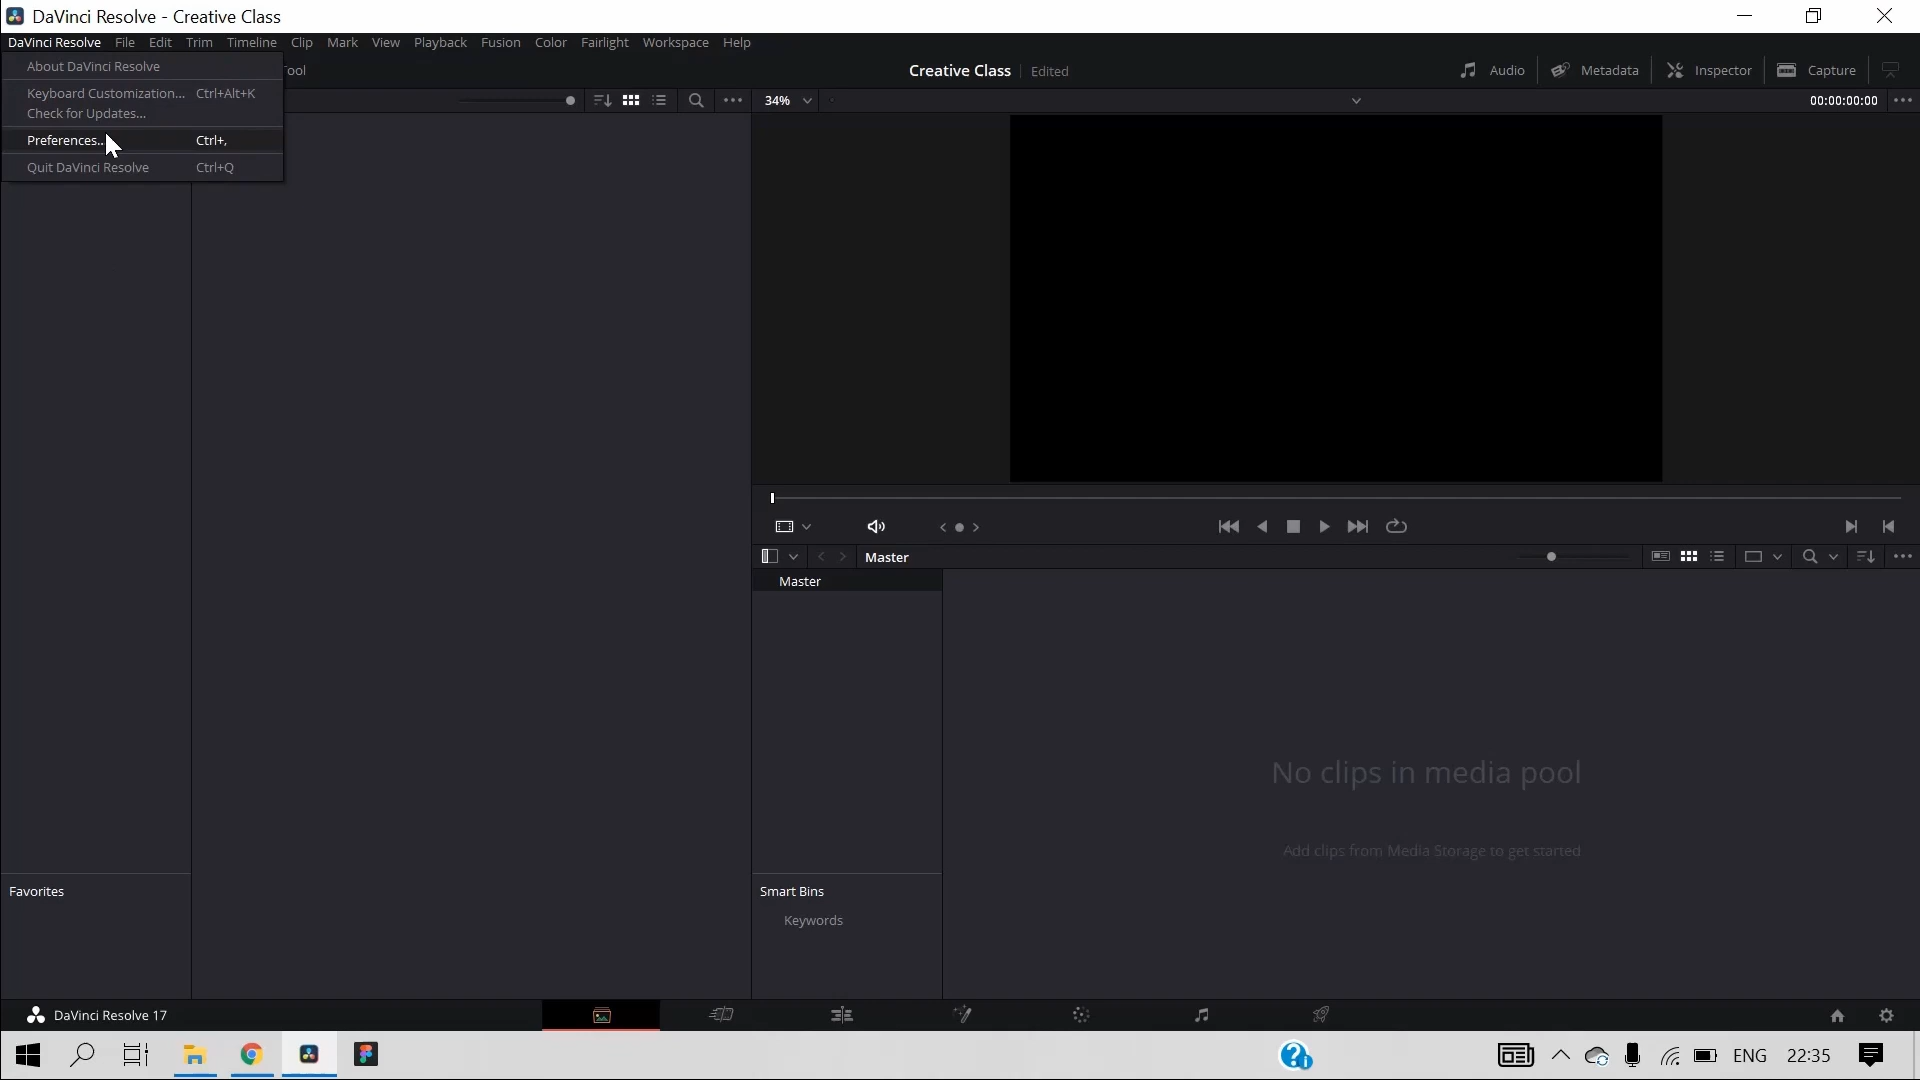 DaVinci Resolve - Creative Class
DaVinci Resolve File Edit Trim Timeline Clip Mark View Playback Fusion Color Fairlight Workspace Help
About DaVinci Resolve
Keyboard Customization... Ctrl+Alt+K
Check for Updates...
Preferences... Ctrl+,
Quit DaVinci Resolve Ctrl+Q
ool
Creative Class Edited
Audio Metadata Inspector Capture
34%
00:00:00:00
Master
Master
No clips in media pool
Add clips from Media Storage to get started
Favorites
Smart Bins
Keywords
DaVinci Resolve 17
ENG 22:35